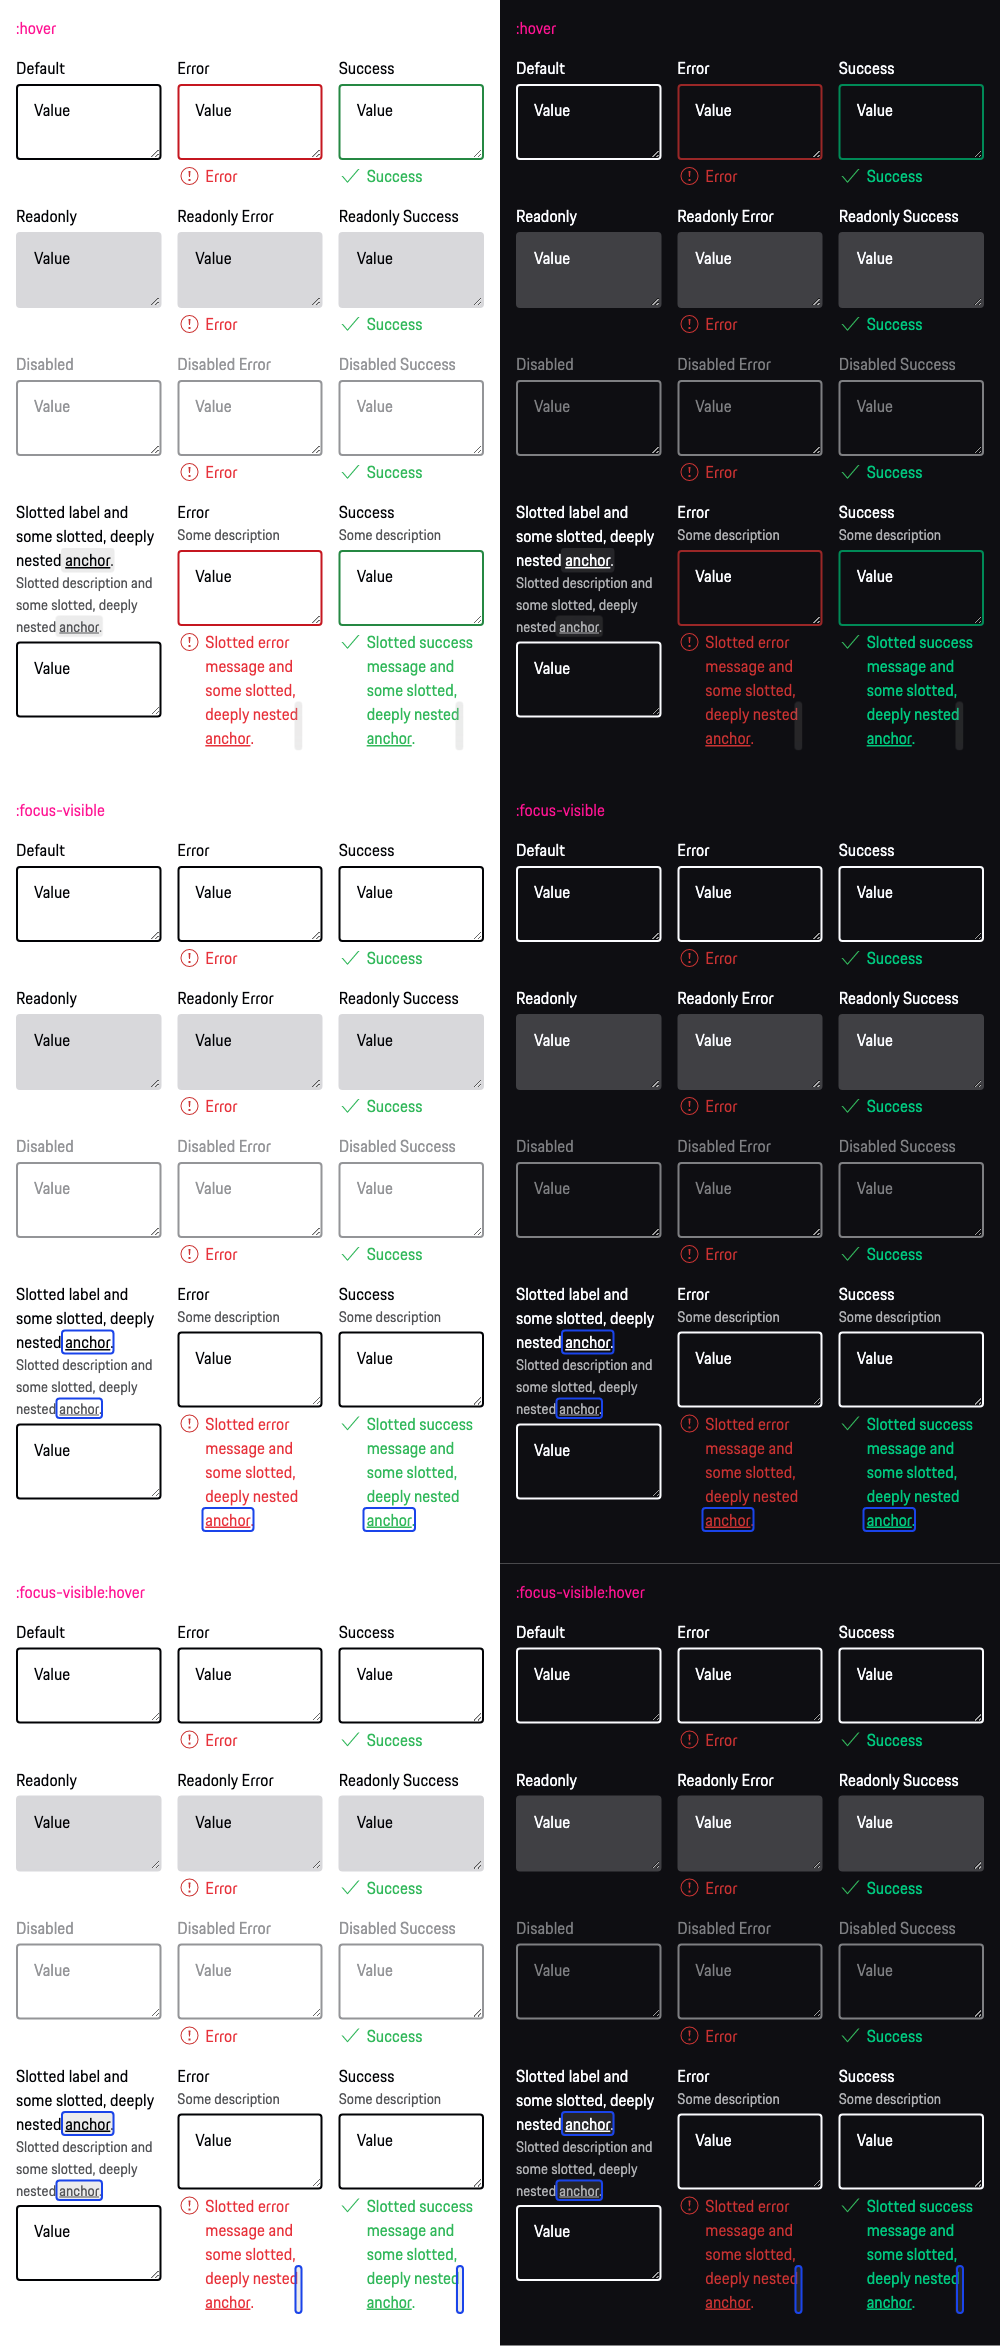 :hover
Default Error Success
Value Value Value
Error Success
Readonly Readonly Error Readonly Success
Value Value Value
Error Success
Disabled Disabled Error Disabled Success
Value Value Value
Error Success
Slotted label and
some slotted, deeply
nested anchor.
Slotted description and
some slotted, deeply
nested anchor.
Value
Error
Some description
Value
Slotted error
message and
some slotted,
deeply nested
anchor.
Success
Some description
Value
Slotted success
message and
some slotted,
deeply nested
anchor.
:hover
Default Error Success
Value Value Value
Error Success
Readonly Readonly Error Readonly Success
Value Value Value
Error Success
Disabled Disabled Error Disabled Success
Value Value Value
Error Success
Slotted label and
some slotted, deeply
nested anchor.
Slotted description and
some slotted, deeply
nested anchor.
Value
Error
Some description
Value
Slotted error
message and
some slotted,
deeply nested
anchor.
Success
Some description
Value
Slotted success
message and
some slotted,
deeply nested
anchor.
:focus-visible
Default Error Success
Value Value Value
Error Success
Readonly Readonly Error Readonly Success
Value Value Value
Error Success
Disabled Disabled Error Disabled Success
Value Value Value
Error Success
Slotted label and
some slotted, deeply
nested anchor.
Slotted description and
some slotted, deeply
nested anchor.
Value
Error
Some description
Value
Slotted error
message and
some slotted,
deeply nested
anchor.
Success
Some description
Value
Slotted success
message and
some slotted,
deeply nested
anchor.
:focus-visible
Default Error Success
Value Value Value
Error Success
Readonly Readonly Error Readonly Success
Value Value Value
Error Success
Disabled Disabled Error Disabled Success
Value Value Value
Error Success
Slotted label and
some slotted, deeply
nested anchor.
Slotted description and
some slotted, deeply
nested anchor.
Value
Error
Some description
Value
Slotted error
message and
some slotted,
deeply nested
anchor.
Success
Some description
Value
Slotted success
message and
some slotted,
deeply nested
anchor.
:focus-visible:hover
Default Error Success
Value Value Value
Error Success
Readonly Readonly Error Readonly Success
Value Value Value
Error Success
Disabled Disabled Error Disabled Success
Value Value Value
Error Success
Slotted label and
some slotted, deeply
nested anchor.
Slotted description and
some slotted, deeply
nested anchor.
Value
Error
Some description
Value
Slotted error
message and
some slotted,
deeply nested
anchor.
Success
Some description
Value
Slotted success
message and
some slotted,
deeply nested
anchor.
:focus-visible:hover
Default Error Success
Value Value Value
Error Success
Readonly Readonly Error Readonly Success
Value Value Value
Error Success
Disabled Disabled Error Disabled Success
Value Value Value
Error Success
Slotted label and
some slotted, deeply
nested anchor.
Slotted description and
some slotted, deeply
nested anchor.
Value
Error
Some description
Value
Slotted error
message and
some slotted,
deeply nested
anchor.
Success
Some description
Value
Slotted success
message and
some slotted,
deeply nested
anchor.